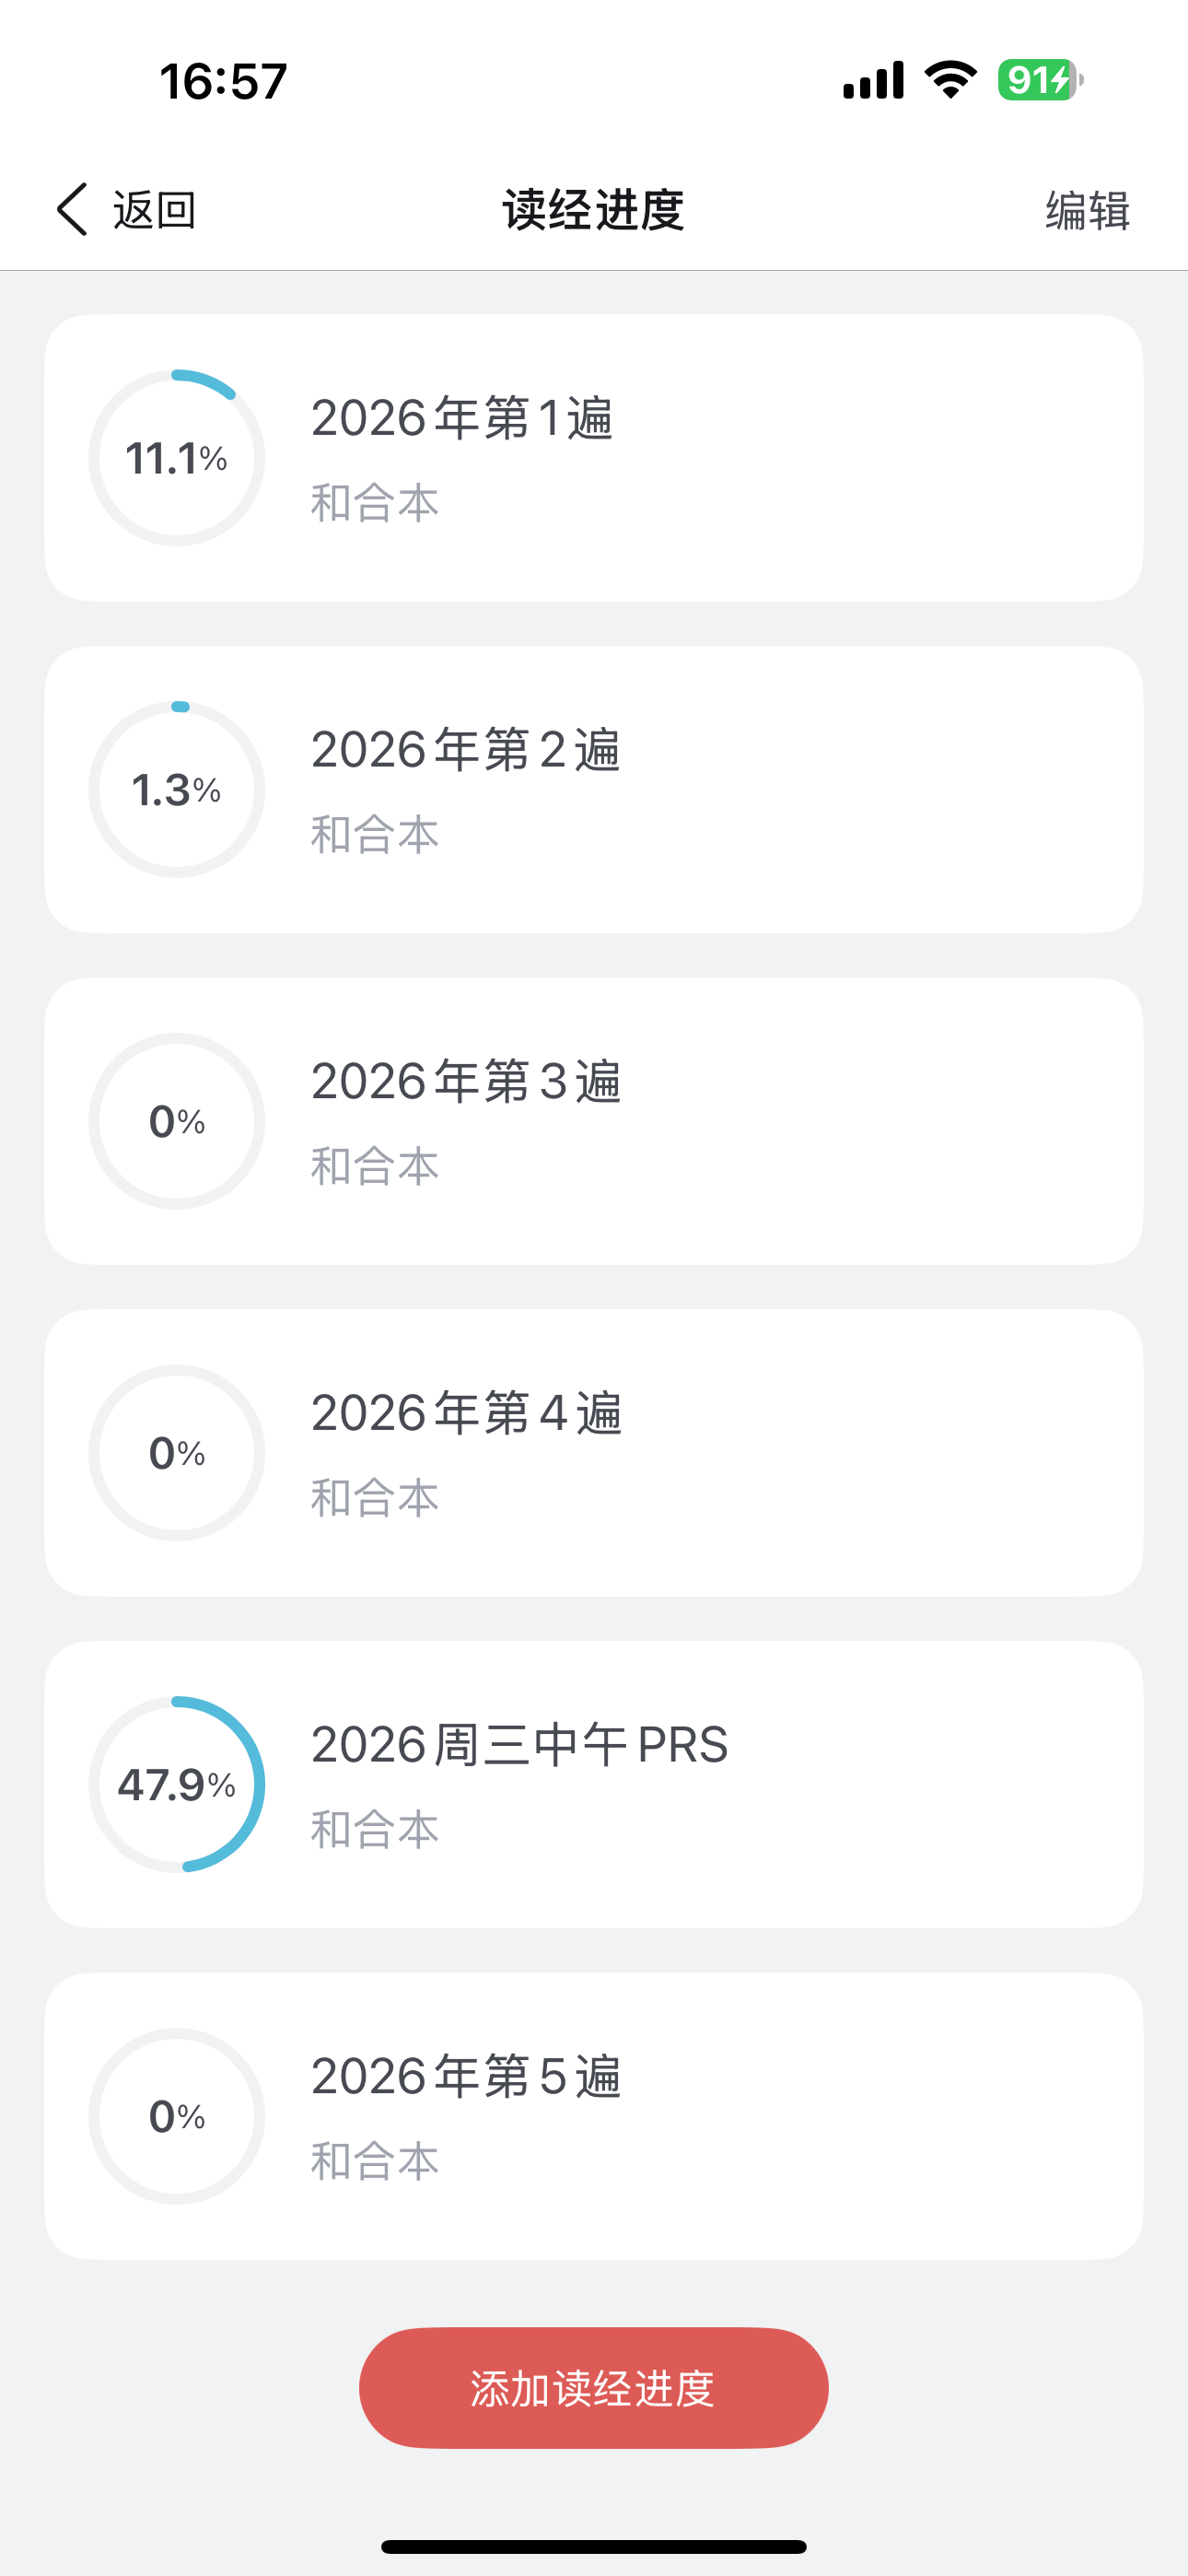 16:57
91
返回
读经进度
编辑
11.1%
2026年第1遍
和合本
1.3%
2026年第2遍
和合本
0%
2026年第3遍
和合本
0%
2026年第4遍
和合本
47.9%
2026周三中午 PRS
和合本
0%
2026年第5遍
和合本
添加读经进度